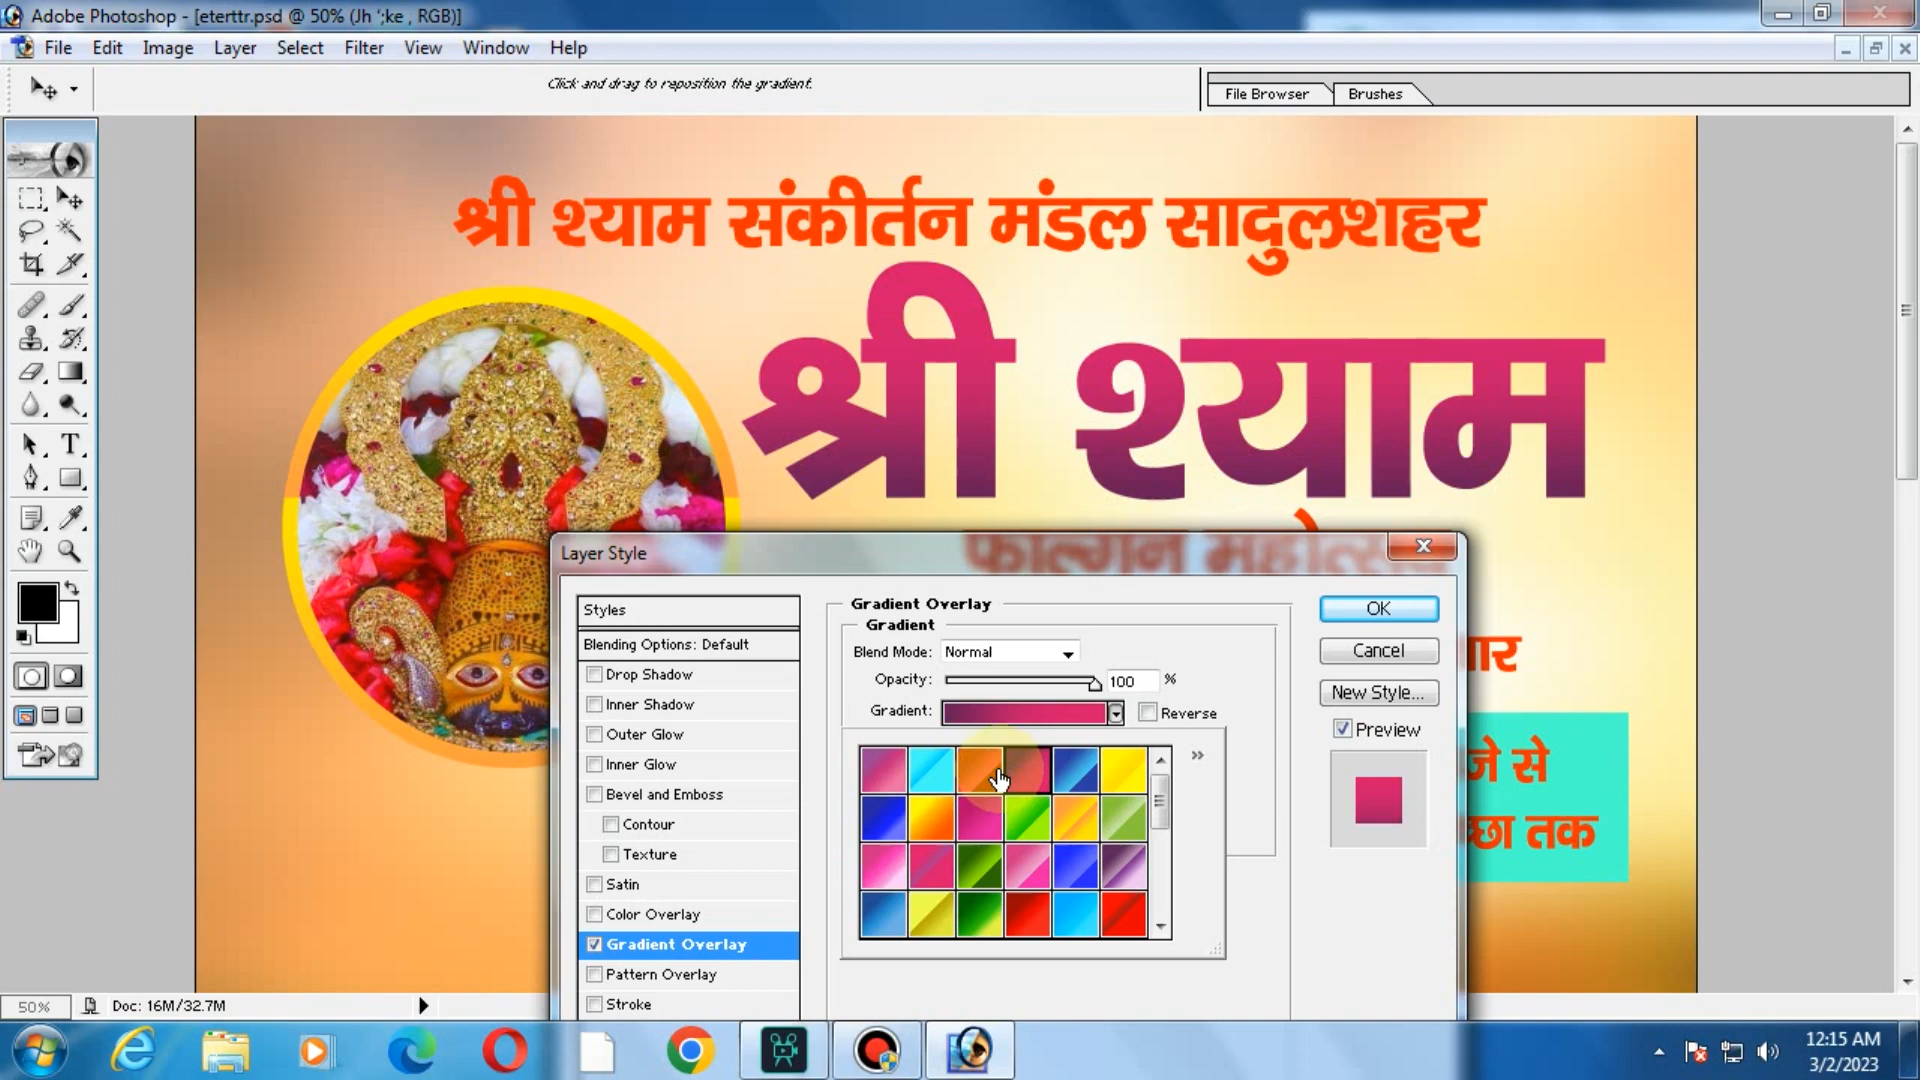 Adobe Photoshop - [eterttr.psd @ 50% (Jh ';ke , RGB)]
File Edit Image Layer Select Filter View Window Help
Click and drag to reposition the gradient.
File Browser Brushes
श्री श्याम संकीर्तन मंडल सादुलशहर
श्री श्याम
Layer Style
Styles
Blending Options: Default
Drop Shadow
Inner Shadow
Outer Glow
Inner Glow
Bevel and Emboss
Contour
Texture
Satin
Color Overlay
Gradient Overlay
Pattern Overlay
Stroke
Gradient Overlay
Gradient
Blend Mode: Normal
Opacity: 100 %
Gradient: Reverse
OK
Cancel
New Style...
Preview
से
तक
50% Doc: 16M/32.7M
12:15 AM
3/2/2023